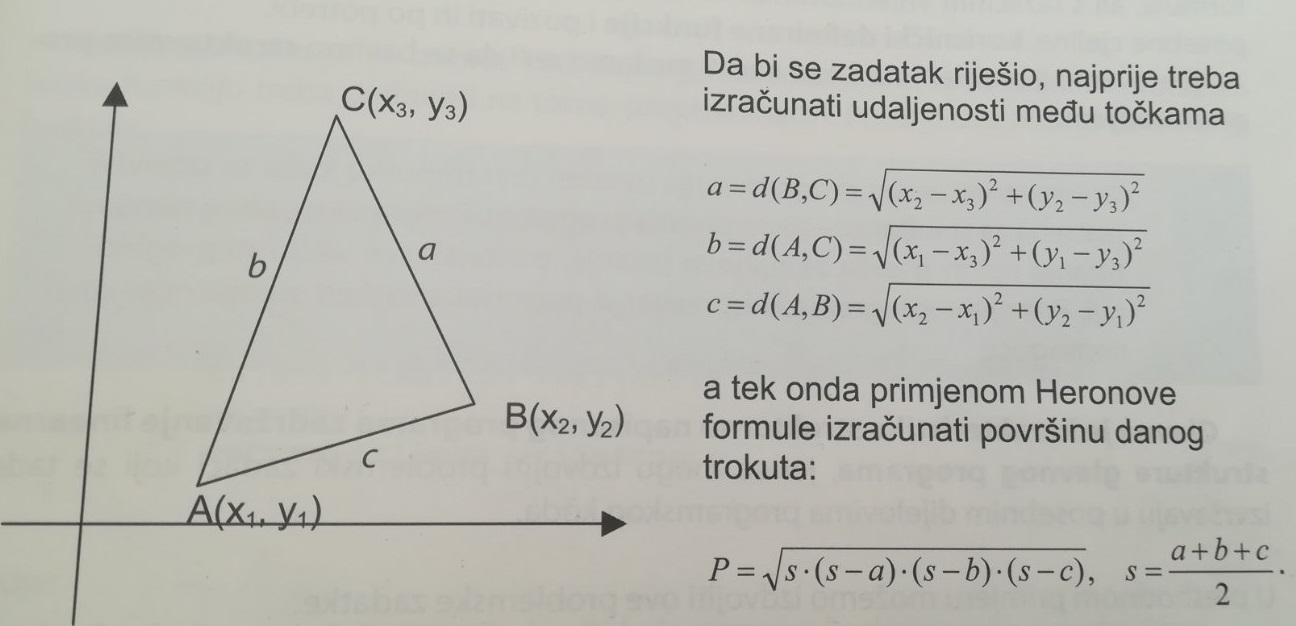 C(x₃, y₃)
b
a
B(x₂, y₂)
c
A(x₁, y₁)
Da bi se zadatak riješio, najprije treba
izračunati udaljenosti među točkama
a = d(B,C) = √((x₂ − x₃)² + (y₂ − y₃)²)
b = d(A,C) = √((x₁ − x₃)² + (y₁ − y₃)²)
c = d(A,B) = √((x₂ − x₁)² + (y₂ − y₁)²)
a tek onda primjenom Heronove
formule izračunati površinu danog
trokuta:
P = √(s·(s−a)·(s−b)·(s−c)), s = (a+b+c)/2.